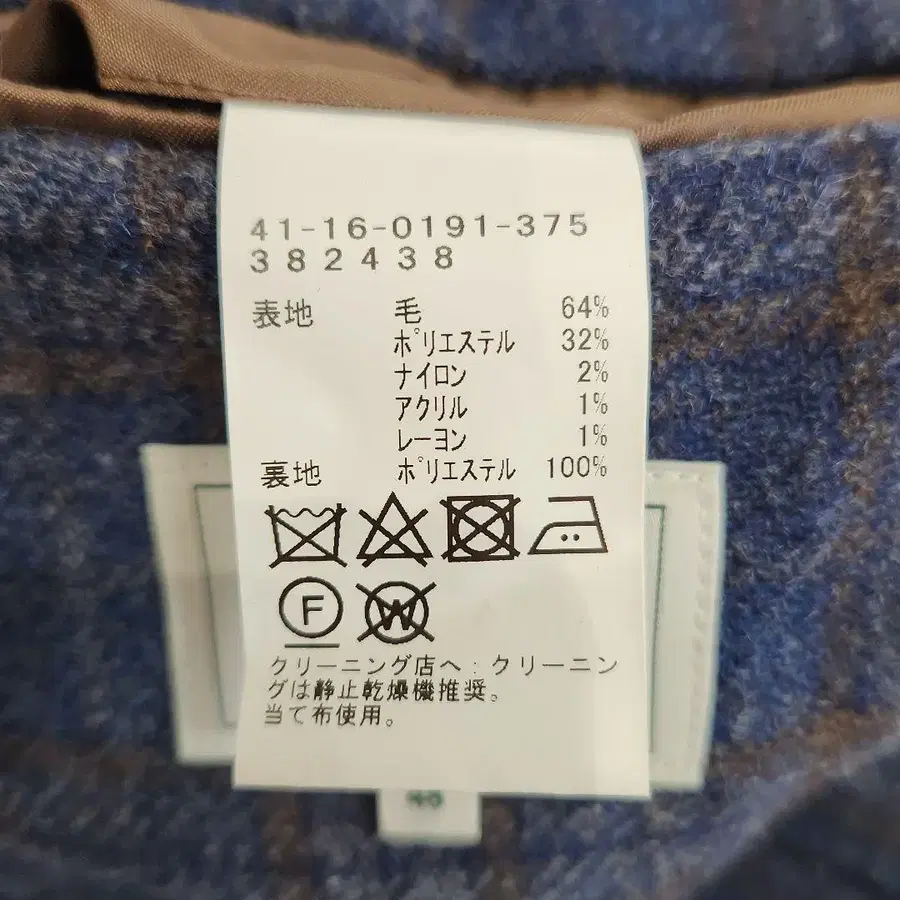 41-16-0191-375
382438
表地 毛 64%
ポリエステル 32%
ナイロン 2%
アクリル 1%
レーヨン 1%
裏地 ポリエステル 100%
F W
クリーニング店へ:クリーニン
グは静止乾燥機推奨。
当て布使用。